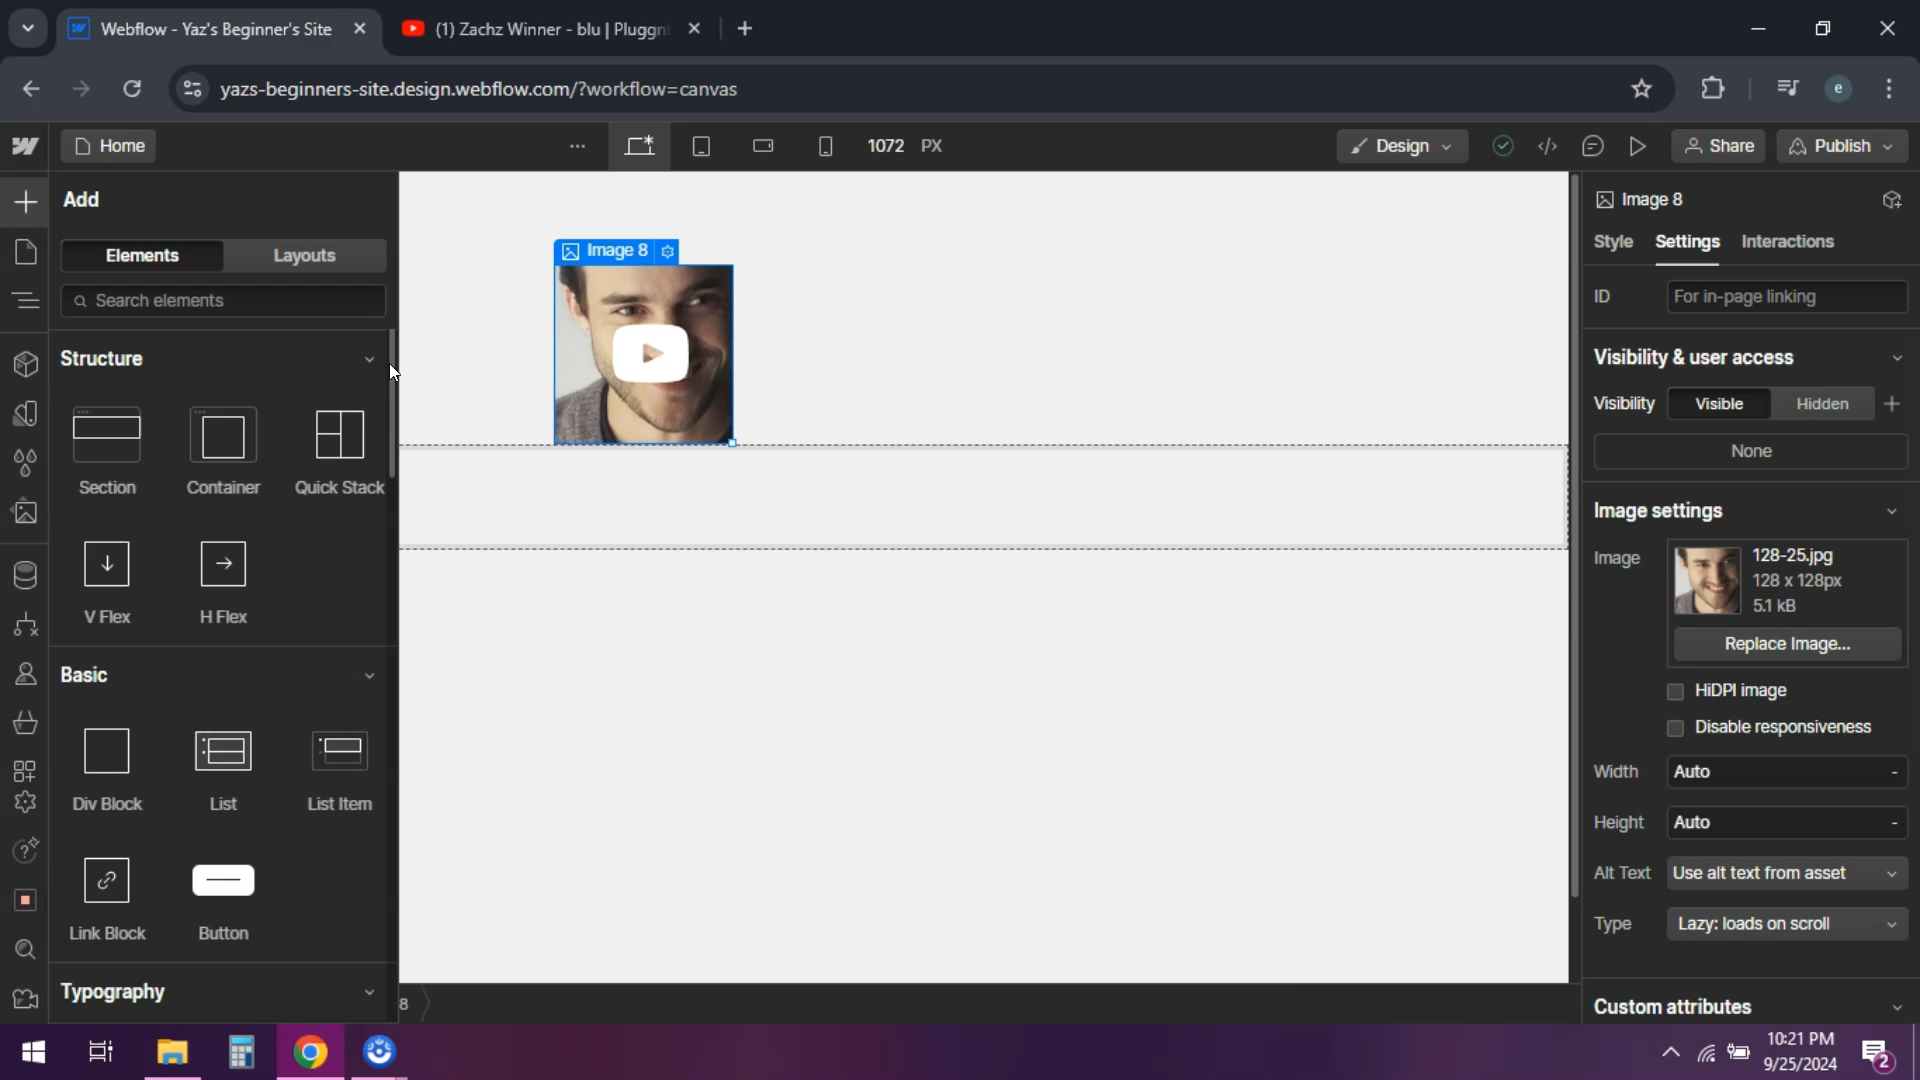 Webflow - Yaz's Beginner's Site
(1) Zachz Winner - blu | Pluggn
yazs-beginners-site.design.webflow.com/?workflow=canvas
e
Home
1072 PX
Design
Share
Publish
Add
Elements
Layouts
Search elements
Structure
Section
Container
Quick Stack
V Flex
H Flex
Basic
Div Block
List
List Item
Link Block
Button
Typography
Image 8
8
Image 8
Style
Settings
Interactions
ID
For in-page linking
Visibility & user access
Visibility
Visible
Hidden
None
Image settings
Image
128-25.jpg
128 x 128px
5.1 kB
Replace Image...
HiDPI image
Disable responsiveness
Width
Auto
-
Height
Auto
-
Alt Text
Use alt text from asset
Type
Lazy: loads on scroll
Custom attributes
10:21 PM
9/25/2024
2